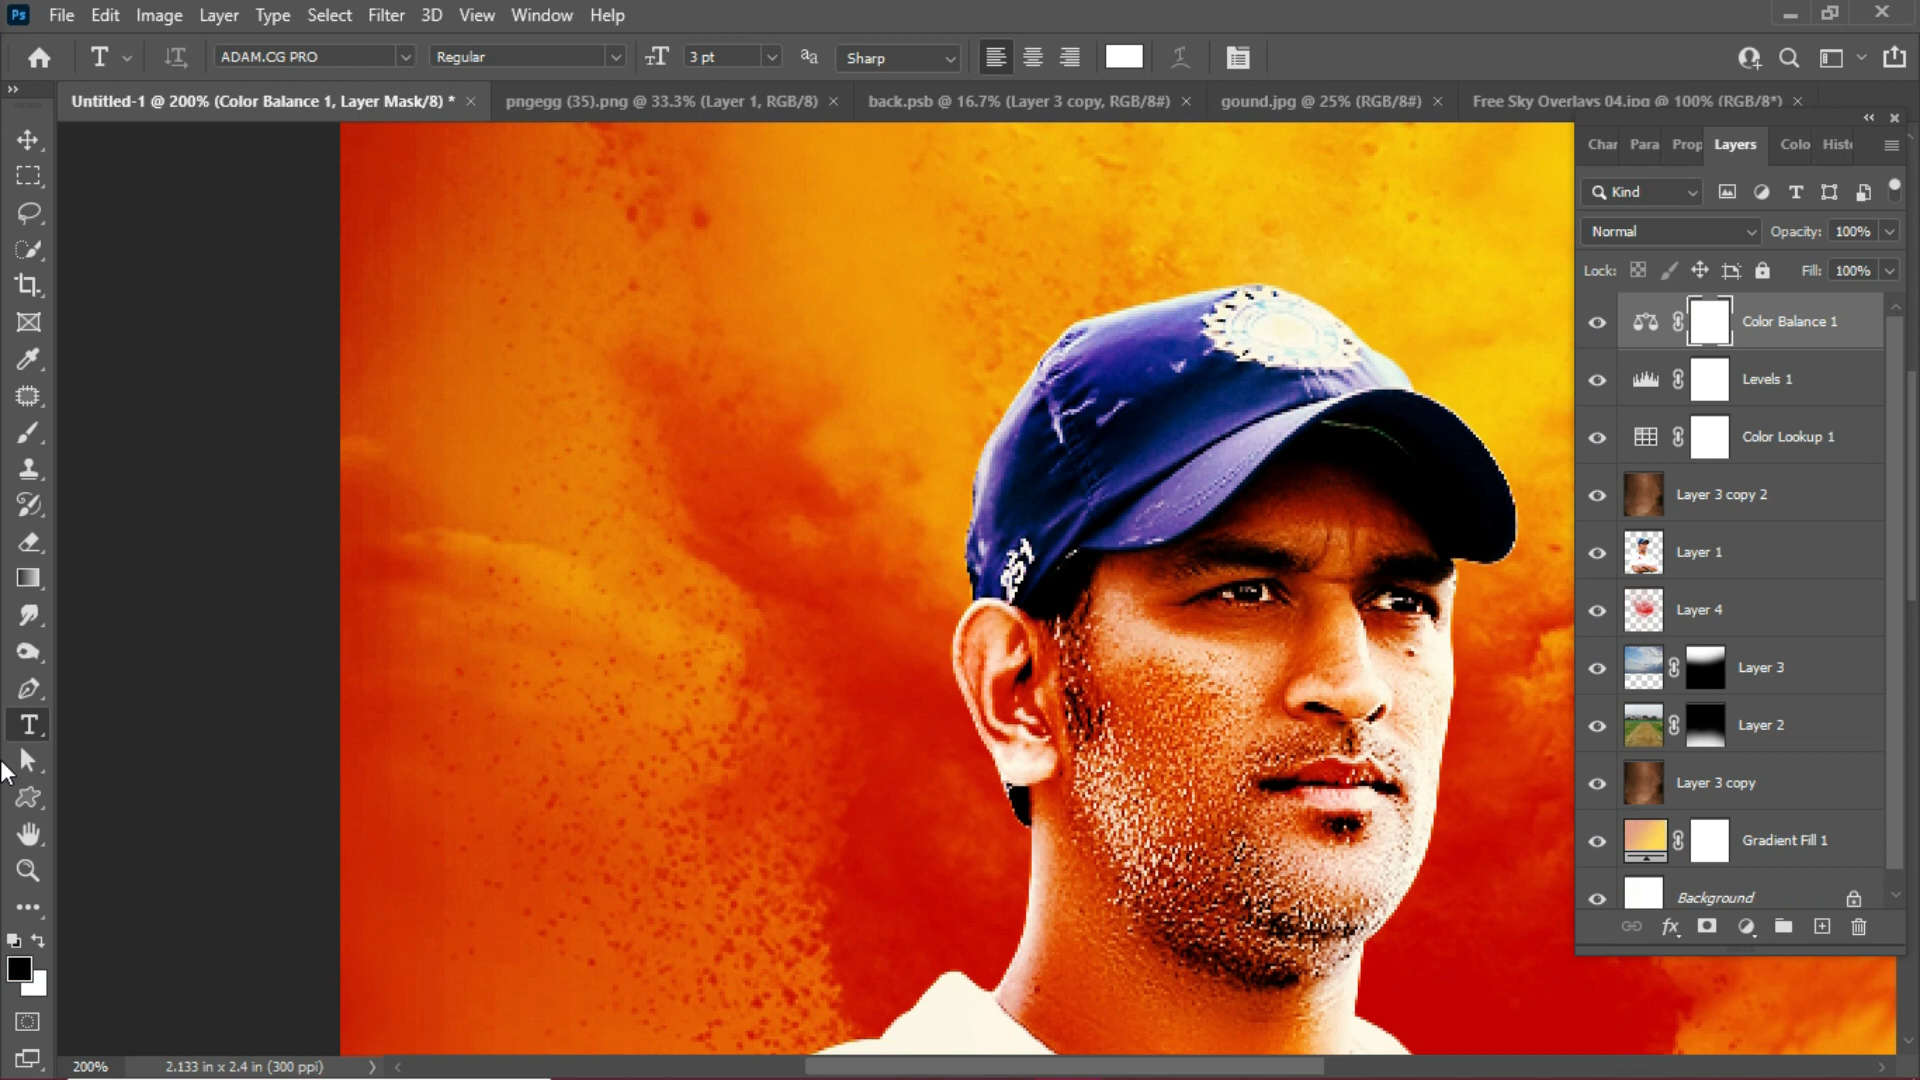 Ps File Edit Image Layer Type Select Filter 3D View Window Help
T ADAM.CG PRO Regular 3 pt aa Sharp
Untitled-1 @ 200% (Color Balance 1, Layer Mask/8) * pngegg (35).png @ 33.3% (Layer 1, RGB/8) back.psb @ 16.7% (Layer 3 copy, RGB/8#) gound.jpg @ 25% (RGB/8#) Free Sky Overlays 04.jpg @ 100% (RGB/8*)
Char Para Prop Layers Colo Histo
Kind
Normal Opacity: 100%
Lock: Fill: 100%
Color Balance 1
Levels 1
Color Lookup 1
Layer 3 copy 2
Layer 1
Layer 4
Layer 3
Layer 2
Layer 3 copy
Gradient Fill 1
Background
fx
200% 2.133 in x 2.4 in (300 ppi)